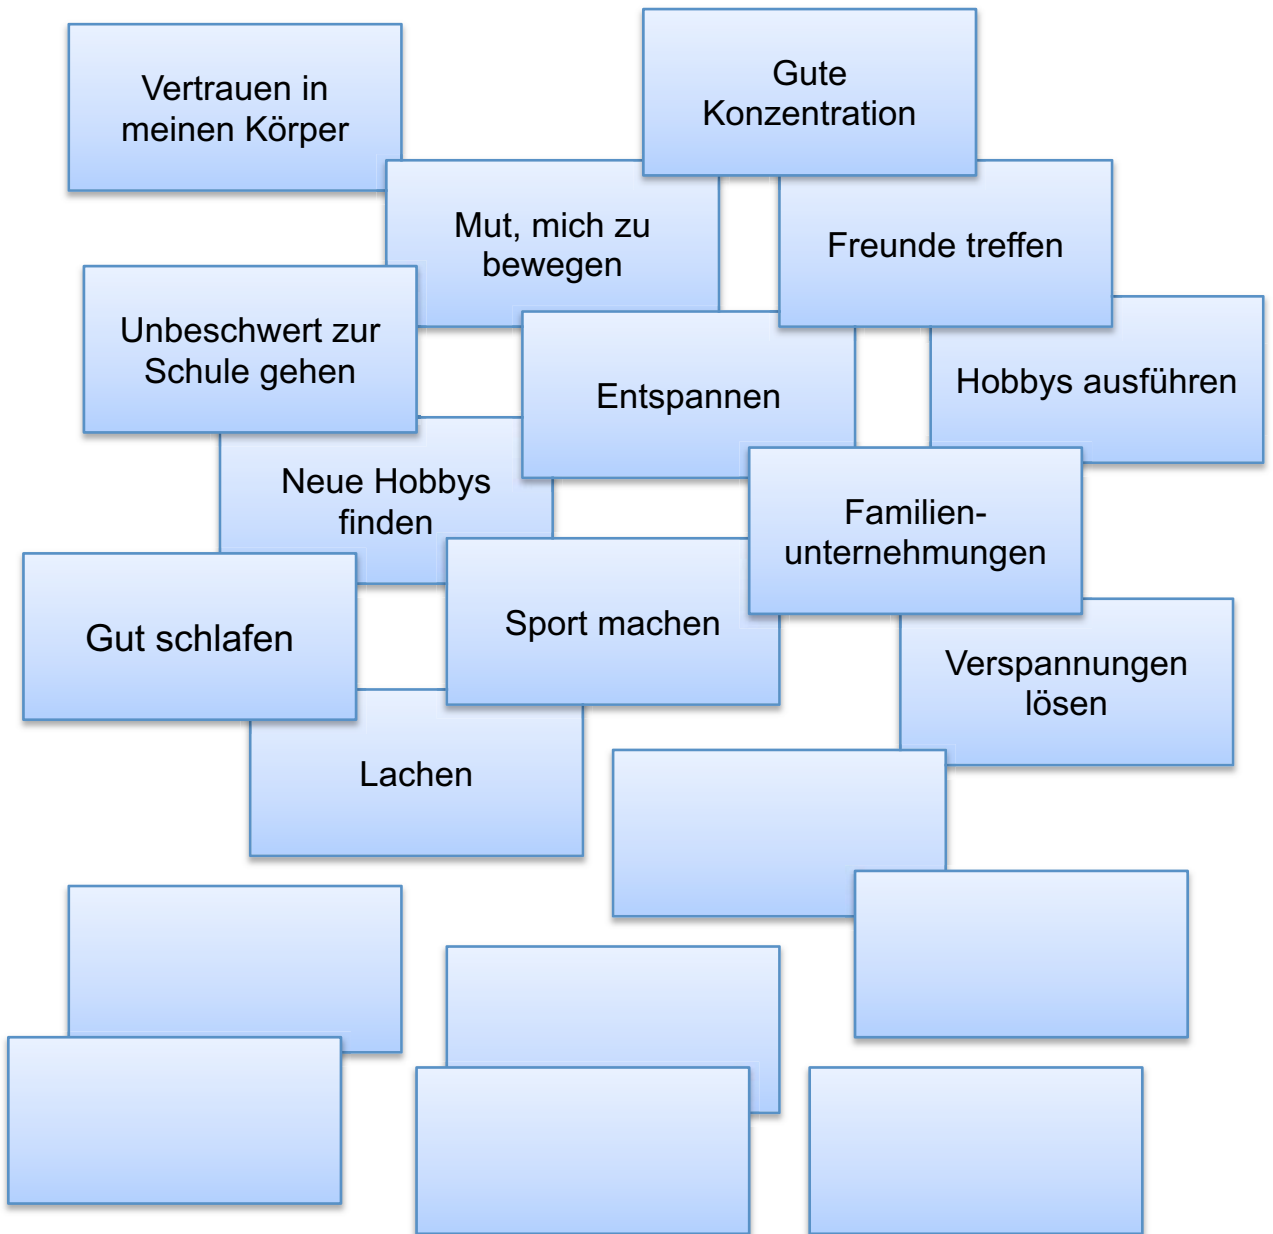 Vertrauen in
meinen Körper
Gute
Konzentration
Mut, mich zu
bewegen
Freunde treffen
Unbeschwert zur
Schule gehen
Entspannen
Hobbys ausführen
Neue Hobbys
finden
Familien-
unternehmungen
Gut schlafen
Sport machen
Verspannungen
lösen
Lachen